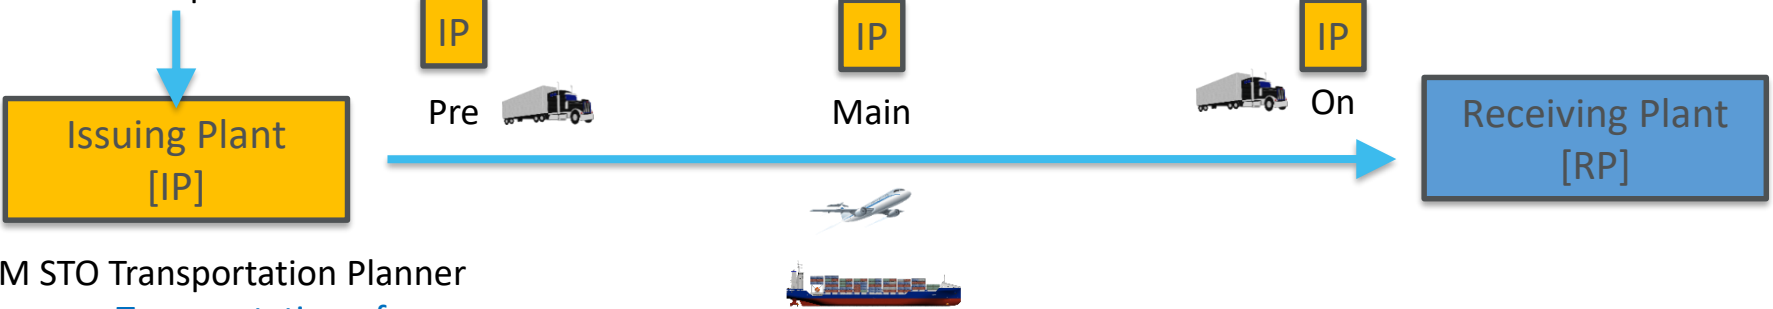 IP
IP
IP
Pre
Main
On
Issuing Plant
[IP]
Receiving Plant
[RP]
M STO Transportation Planner